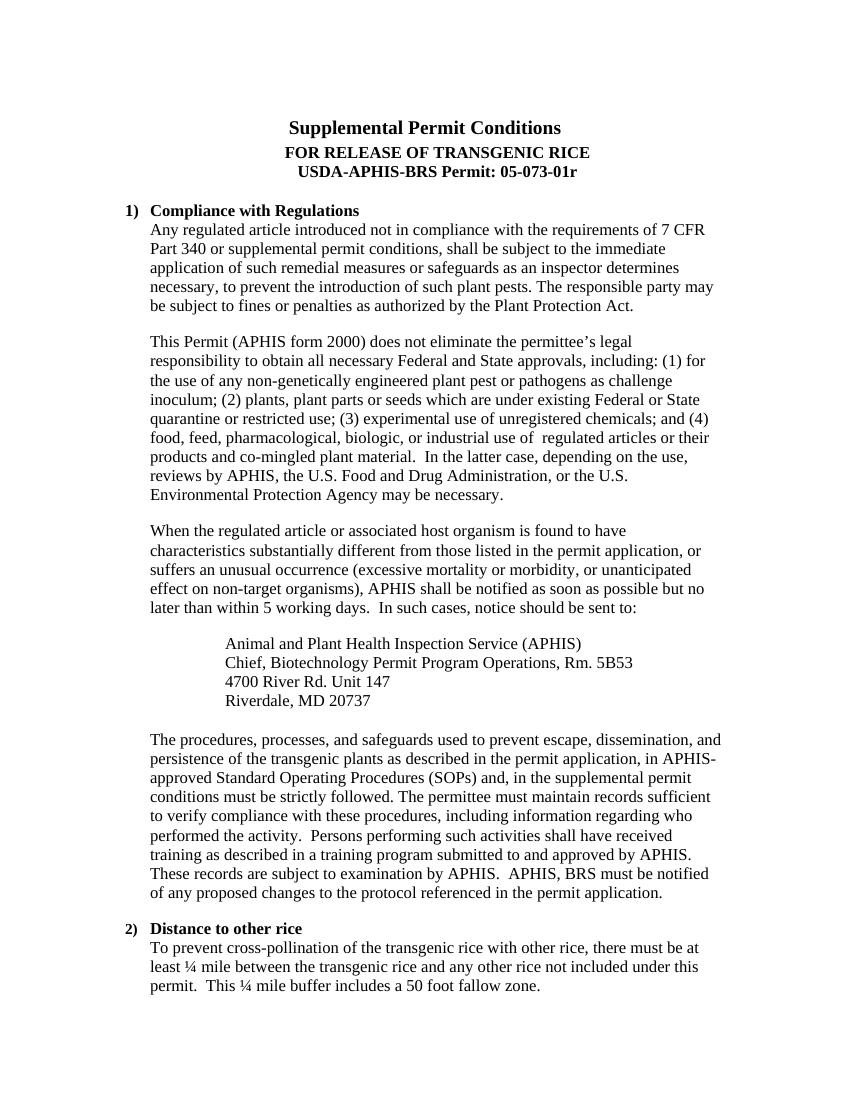 Supplemental Permit Conditions
FOR RELEASE OF TRANSGENIC RICE
USDA-APHIS-BRS Permit: 05-073-01r
1) Compliance with Regulations
Any regulated article introduced not in compliance with the requirements of 7 CFR
Part 340 or supplemental permit conditions, shall be subject to the immediate
application of such remedial measures or safeguards as an inspector determines
necessary, to prevent the introduction of such plant pests. The responsible party may
be subject to fines or penalties as authorized by the Plant Protection Act.
This Permit (APHIS form 2000) does not eliminate the permittee’s legal
responsibility to obtain all necessary Federal and State approvals, including: (1) for
the use of any non-genetically engineered plant pest or pathogens as challenge
inoculum; (2) plants, plant parts or seeds which are under existing Federal or State
quarantine or restricted use; (3) experimental use of unregistered chemicals; and (4)
food, feed, pharmacological, biologic, or industrial use of  regulated articles or their
products and co-mingled plant material.  In the latter case, depending on the use,
reviews by APHIS, the U.S. Food and Drug Administration, or the U.S.
Environmental Protection Agency may be necessary.
When the regulated article or associated host organism is found to have
characteristics substantially different from those listed in the permit application, or
suffers an unusual occurrence (excessive mortality or morbidity, or unanticipated
effect on non-target organisms), APHIS shall be notified as soon as possible but no
later than within 5 working days.  In such cases, notice should be sent to:
Animal and Plant Health Inspection Service (APHIS)
Chief, Biotechnology Permit Program Operations, Rm. 5B53
4700 River Rd. Unit 147
Riverdale, MD 20737
The procedures, processes, and safeguards used to prevent escape, dissemination, and
persistence of the transgenic plants as described in the permit application, in APHIS-
approved Standard Operating Procedures (SOPs) and, in the supplemental permit
conditions must be strictly followed. The permittee must maintain records sufficient
to verify compliance with these procedures, including information regarding who
performed the activity.  Persons performing such activities shall have received
training as described in a training program submitted to and approved by APHIS.
These records are subject to examination by APHIS.  APHIS, BRS must be notified
of any proposed changes to the protocol referenced in the permit application.
2) Distance to other rice
To prevent cross-pollination of the transgenic rice with other rice, there must be at
least ¼ mile between the transgenic rice and any other rice not included under this
permit.  This ¼ mile buffer includes a 50 foot fallow zone.